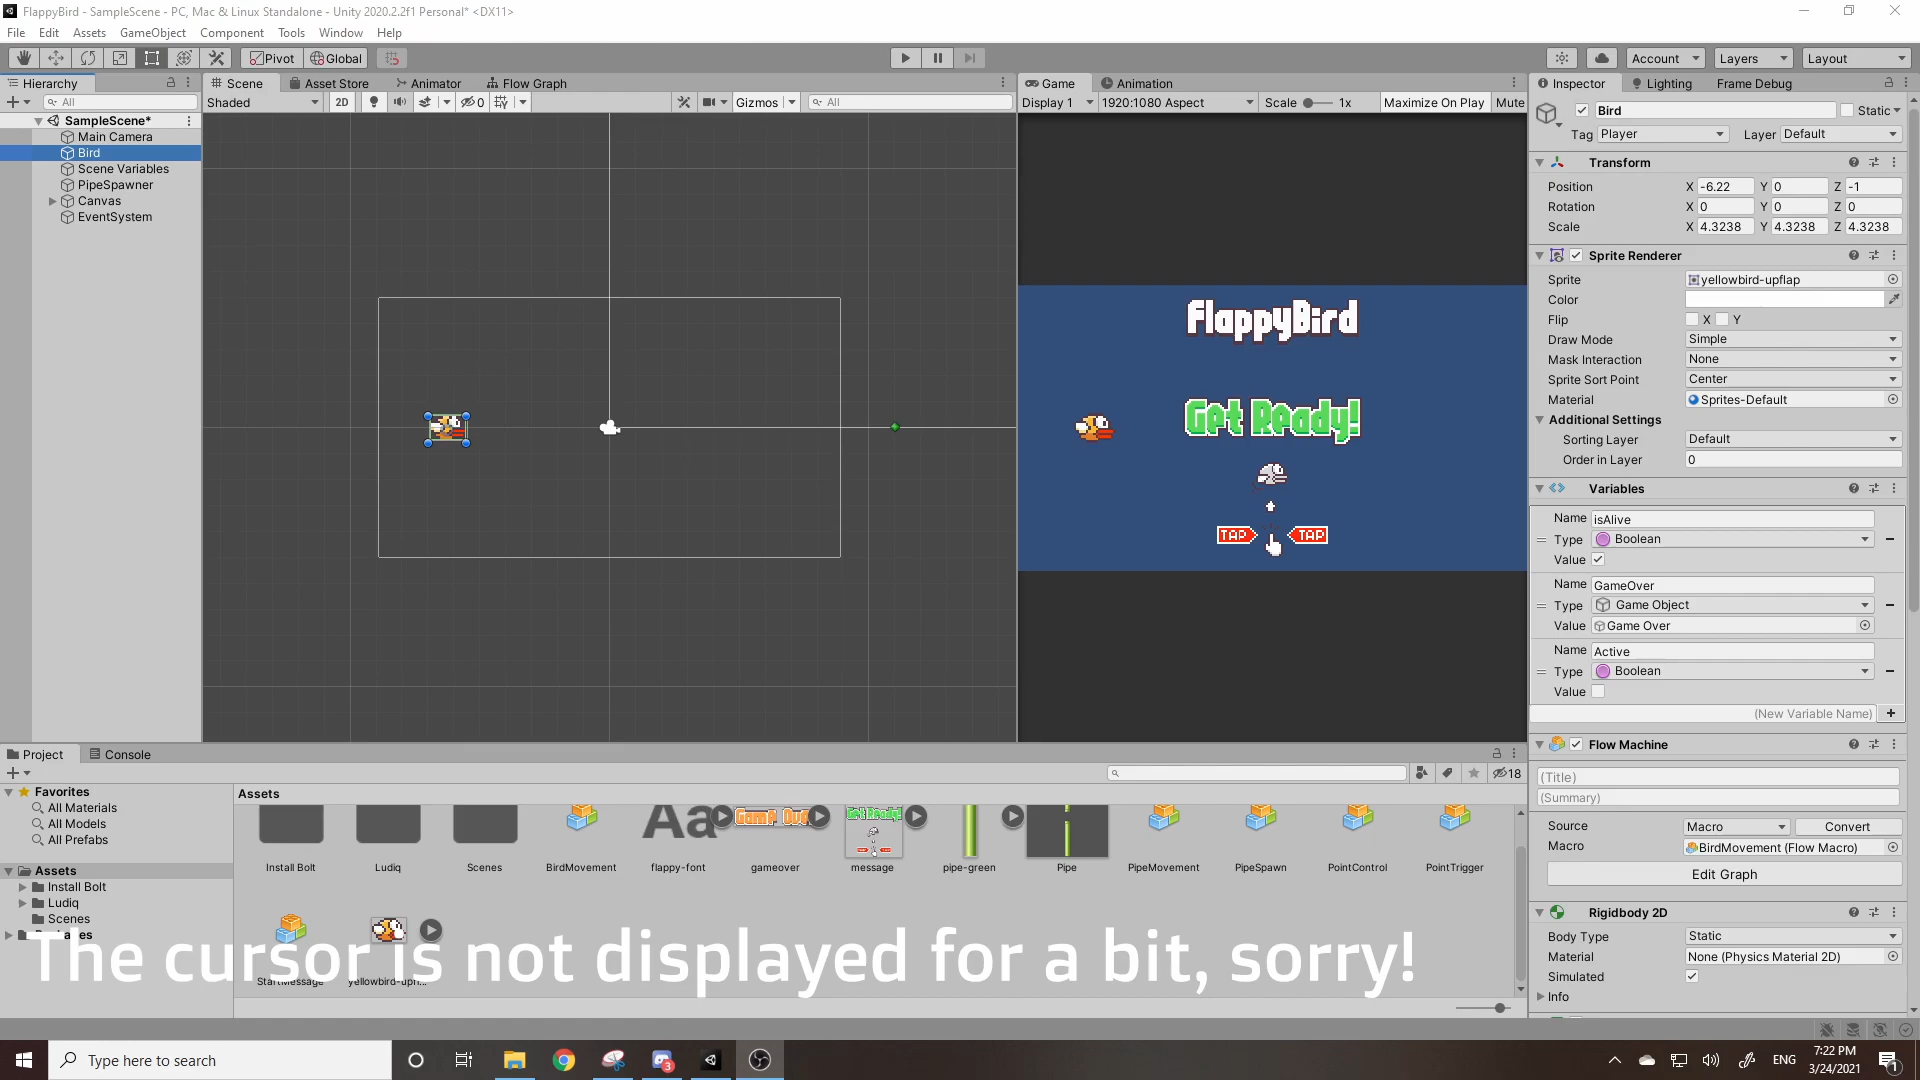 FlappyBird - SampleScene - PC, Mac & Linux Standalone - Unity 2020.2.2f1 Personal* <DX11>
File Edit Assets GameObject Component Tools Window Help
Pivot Global Account Layers Layout
Hierarchy Scene Asset Store Animator Flow Graph Game Animation Inspector Lighting Frame Debug
All Shaded 2D 0 Gizmos All Display 1 1920:1080 Aspect Scale 1x Maximize On Play Mute
SampleScene*
Main Camera
Bird
Scene Variables
PipeSpawner
Canvas
EventSystem
FlappyBird
Get Ready!
TAP TAP
Bird Static
Tag Player Layer Default
Transform
Position X -6.22 Y 0 Z -1
Rotation X 0 Y 0 Z 0
Scale X 4.3238 Y 4.3238 Z 4.3238
Sprite Renderer
Sprite yellowbird-upflap
Color
Flip X Y
Draw Mode Simple
Mask Interaction None
Sprite Sort Point Center
Material Sprites-Default
Additional Settings
Sorting Layer Default
Order in Layer 0
Variables
Name isAlive
Type Boolean
Value
Name GameOver
Type Game Object
Value Game Over
Name Active
Type Boolean
Value
(New Variable Name)
Flow Machine
(Title)
(Summary)
Source Macro Convert
Macro BirdMovement (Flow Macro)
Edit Graph
Rigidbody 2D
Body Type Static
Material None (Physics Material 2D)
Simulated
Info
Project Console
18
Favorites
All Materials
All Models
All Prefabs
Assets
Install Bolt
Ludiq
Scenes
Assets
Aa Get Ready!
Install Bolt Ludiq Scenes BirdMovement flappy-font gameover message pipe-green Pipe PipeMovement PipeSpawn PointControl PointTrigger
StartMessage
The cursor is not displayed for a bit, sorry!
Type here to search
3
ENG
7:22 PM
3/24/2021
1